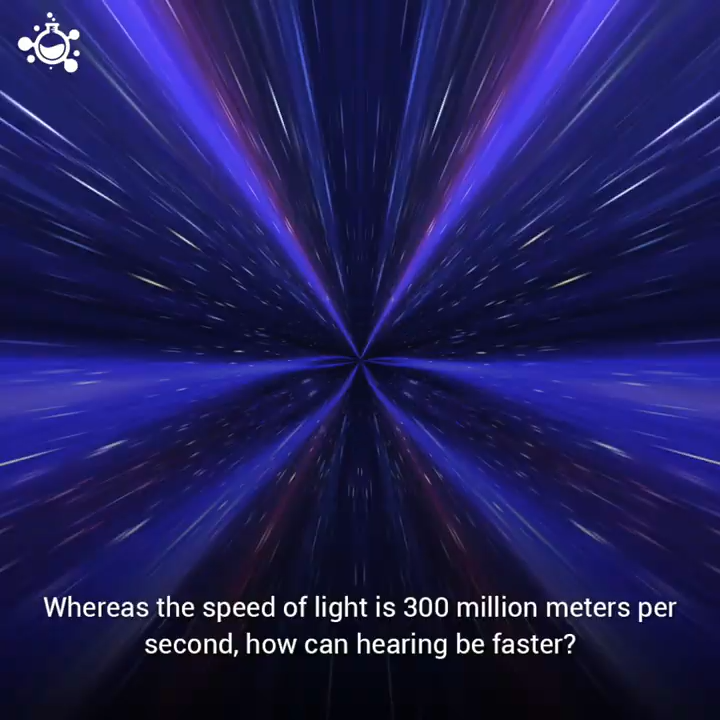 Whereas the speed of light is 300 million meters per
second, how can hearing be faster?